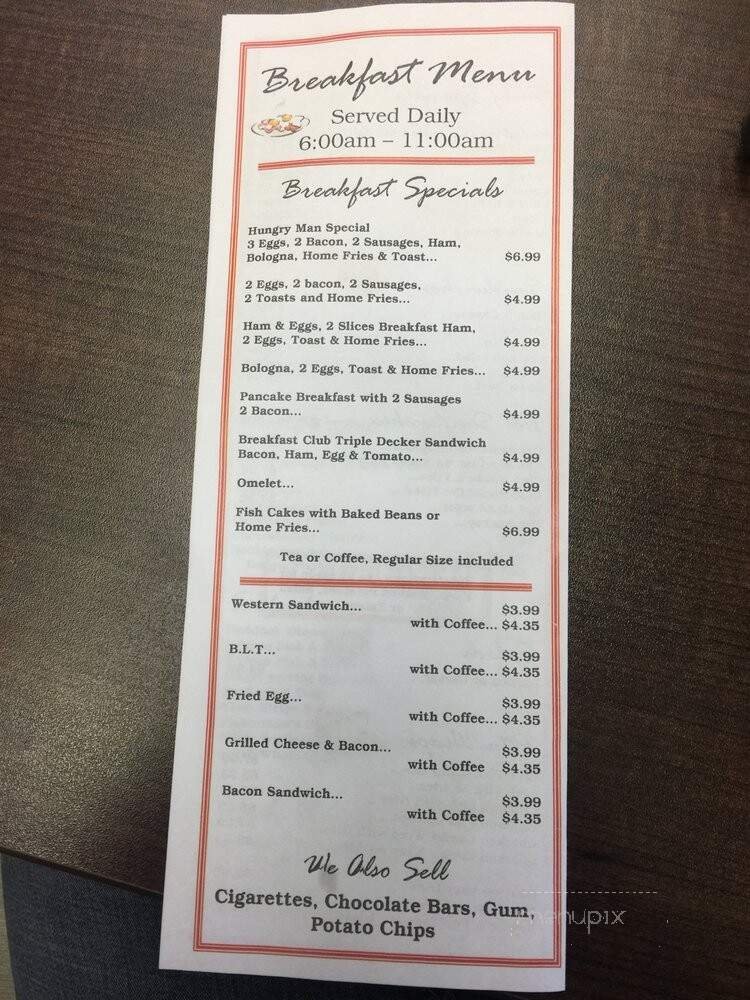 Breakfast Menu
Served Daily
6:00am – 11:00am
Breakfast Specials
Hungry Man Special
3 Eggs, 2 Bacon, 2 Sausages, Ham,
Bologna, Home Fries & Toast... $6.99
2 Eggs, 2 bacon, 2 Sausages,
2 Toasts and Home Fries... $4.99
Ham & Eggs, 2 Slices Breakfast Ham,
2 Eggs, Toast & Home Fries... $4.99
Bologna, 2 Eggs, Toast & Home Fries... $4.99
Pancake Breakfast with 2 Sausages
2 Bacon... $4.99
Breakfast Club Triple Decker Sandwich
Bacon, Ham, Egg & Tomato... $4.99
Omelet... $4.99
Fish Cakes with Baked Beans or
Home Fries... $6.99
Tea or Coffee, Regular Size included
Western Sandwich... $3.99
with Coffee... $4.35
B.L.T... $3.99
with Coffee... $4.35
Fried Egg... $3.99
with Coffee... $4.35
Grilled Cheese & Bacon... $3.99
with Coffee $4.35
Bacon Sandwich... $3.99
with Coffee $4.35
We Also Sell
Cigarettes, Chocolate Bars, Gum,
Potato Chips
menupix